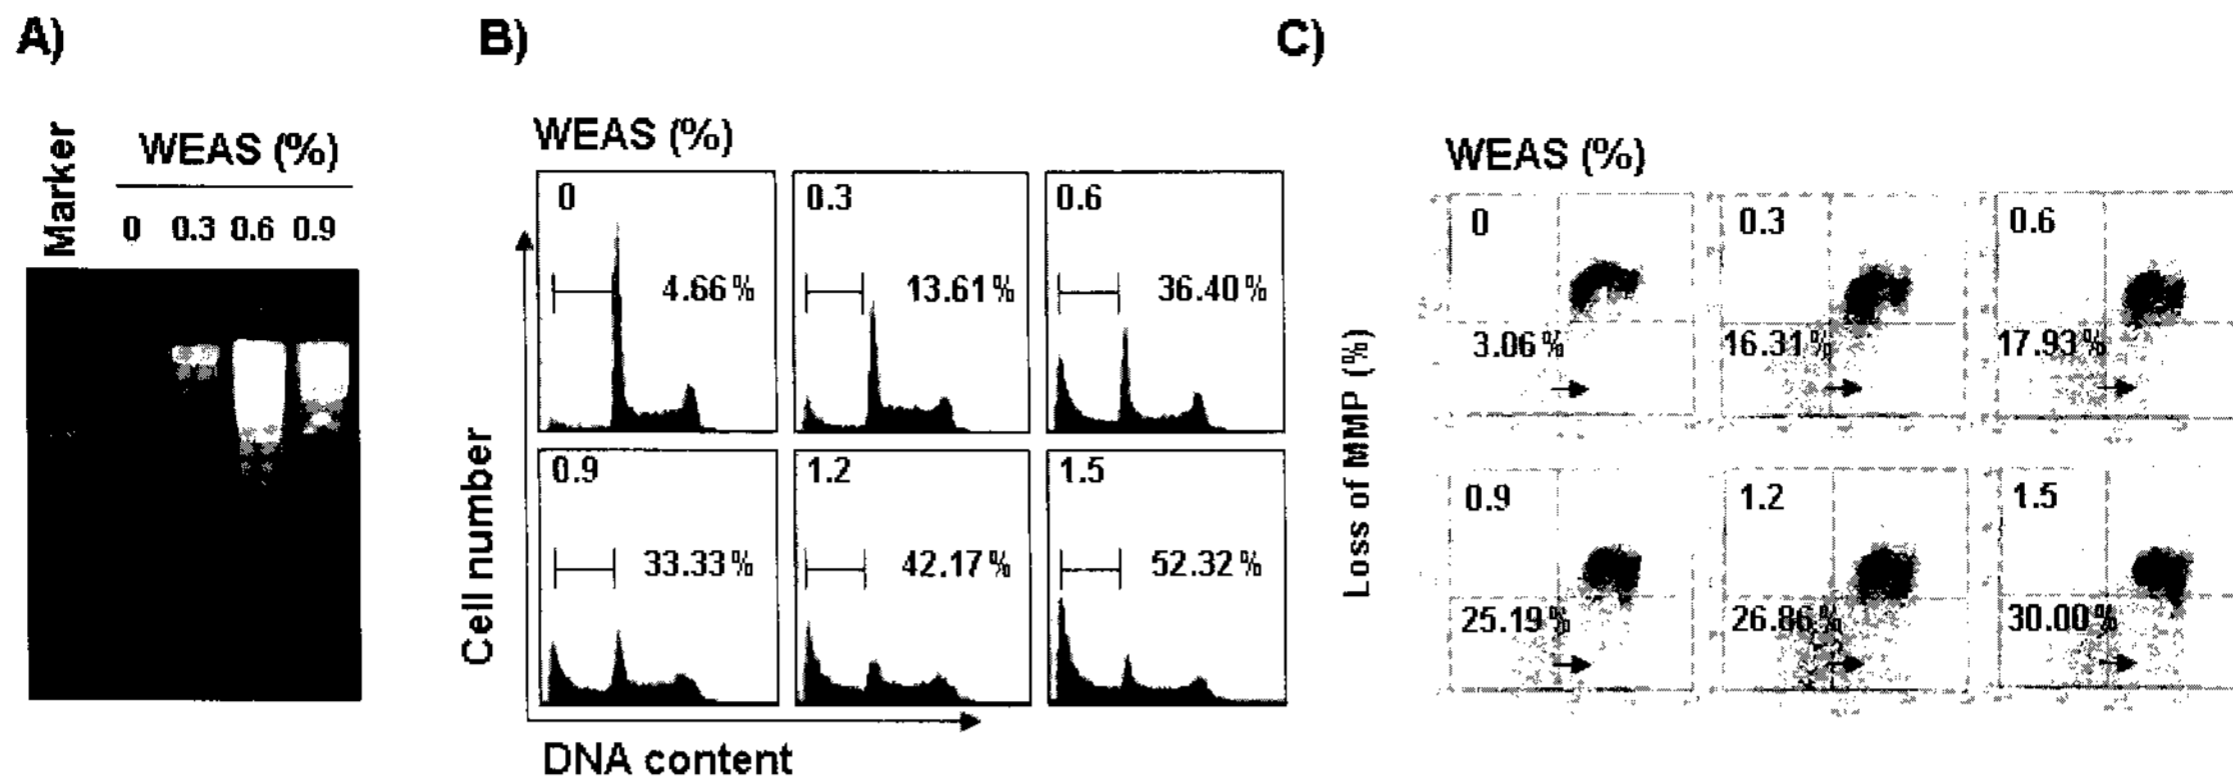 A)
Marker
WEAS (%)
0 0.3 0.6 0.9
B)
WEAS (%)
0
4.66%
0.3
13.61%
0.6
36.40%
0.9
33.33%
1.2
42.17%
1.5
52.32%
Cell number
DNA content
C)
WEAS (%)
0
3.06%
0.3
16.31%
0.6
17.93%
0.9
25.19%
1.2
26.86%
1.5
30.00%
Loss of MMP (%)